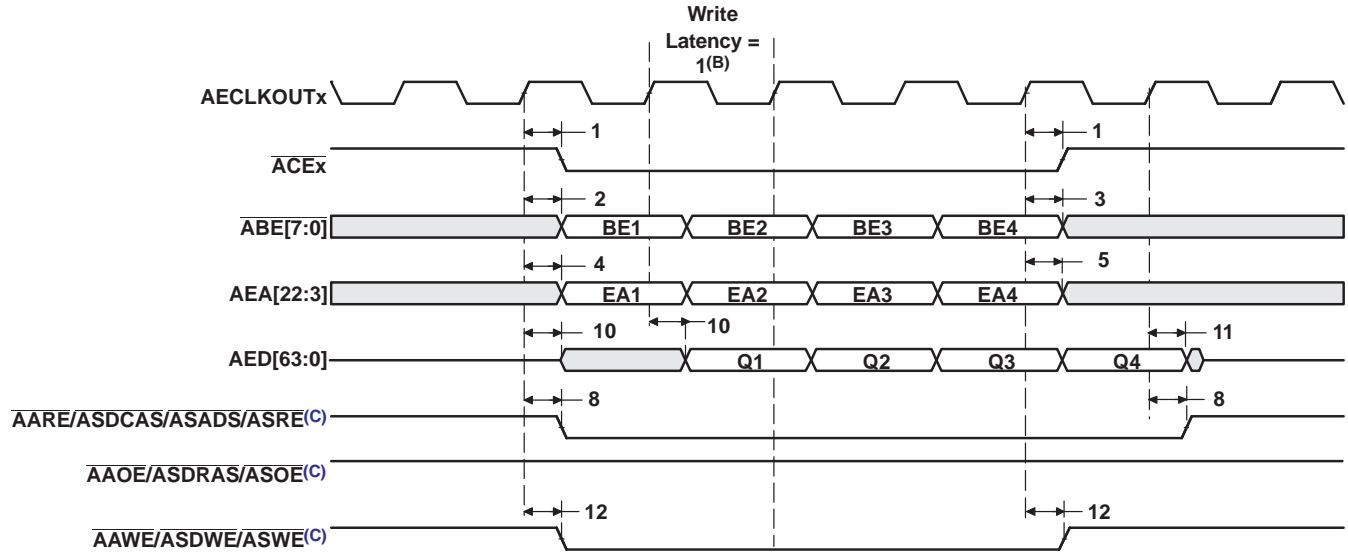 Write
Latency =
1(B)
AECLKOUTx
1 1
ACEx
2 3
ABE[7:0] BE1 BE2 BE3 BE4
4 5
AEA[22:3] EA1 EA2 EA3 EA4
10 10 11
AED[63:0] Q1 Q2 Q3 Q4
8 8
AARE/ASDCAS/ASADS/ASRE(C)
AAOE/ASDRAS/ASOE(C)
12 12
AAWE/ASDWE/ASWE(C)